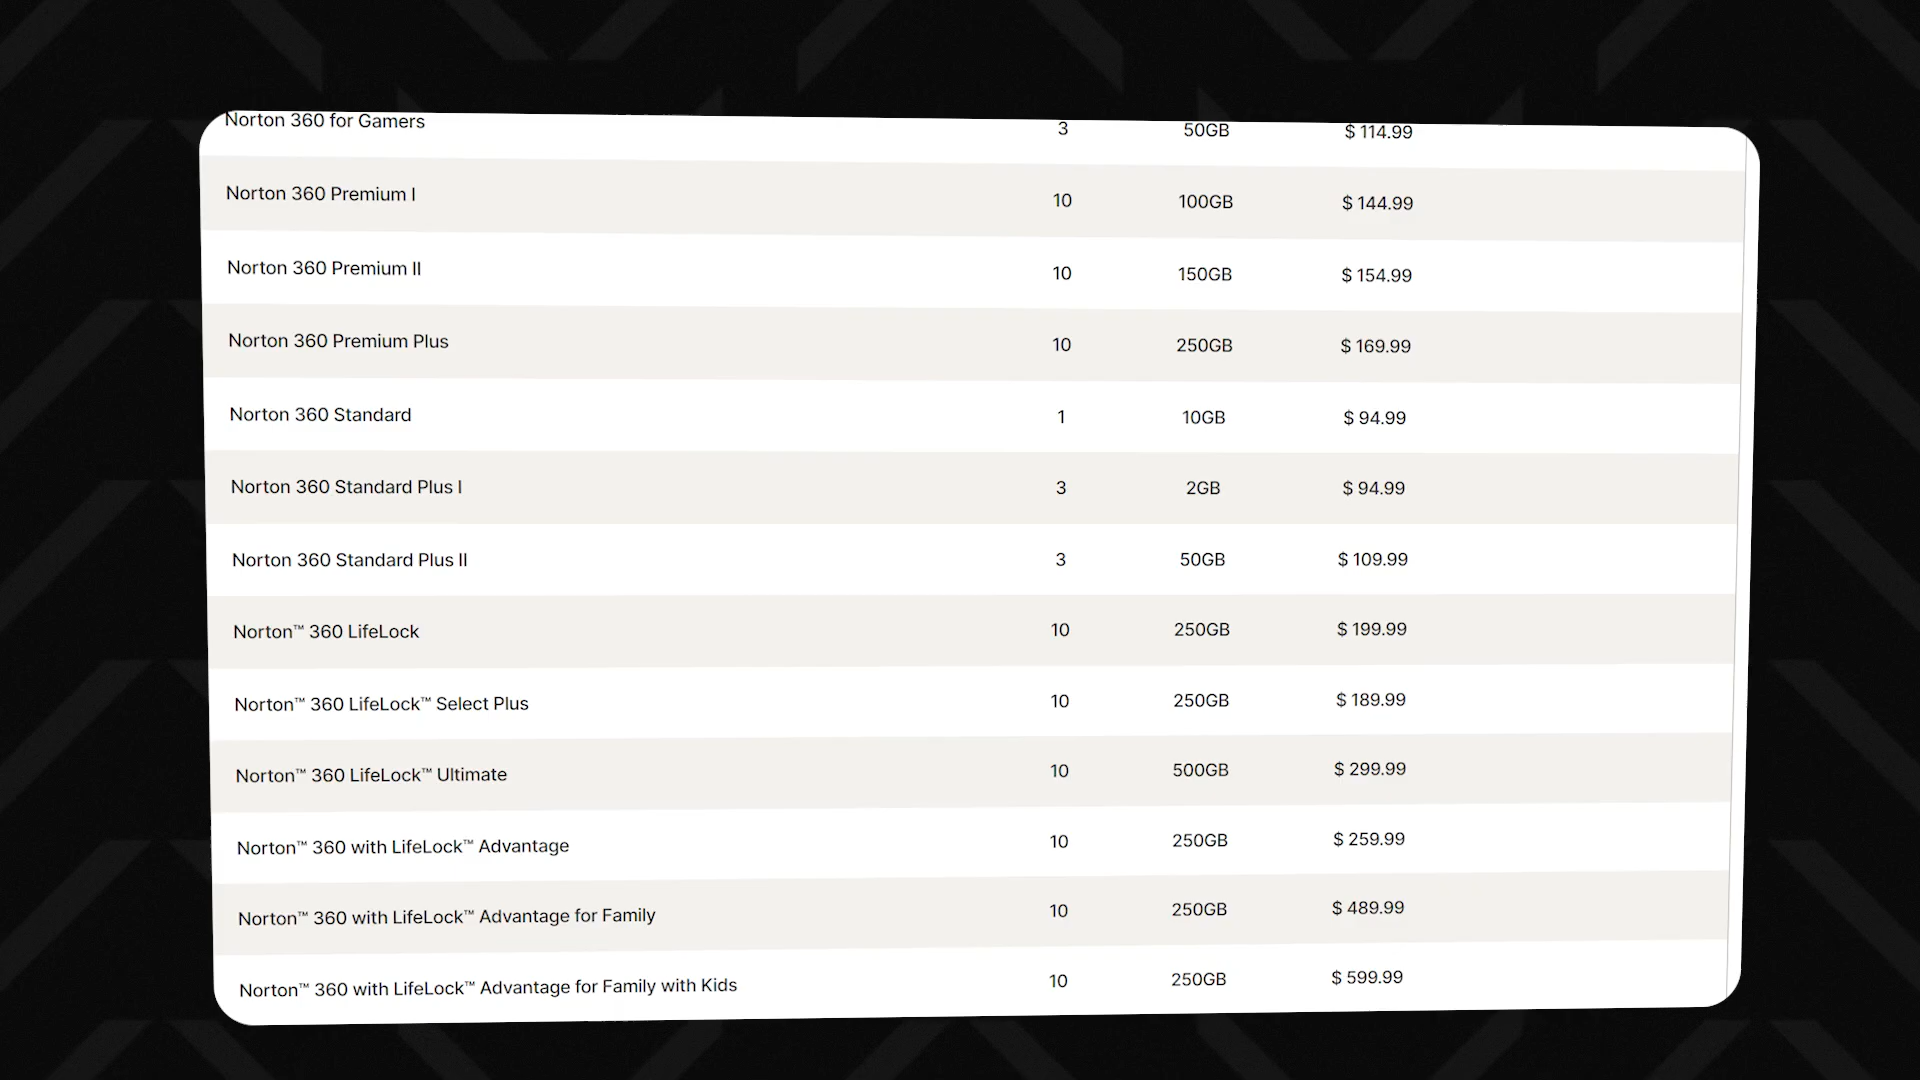 Norton 360 for Gamers 3 50GB $ 114.99
Norton 360 Premium I 10 100GB $ 144.99
Norton 360 Premium II 10 150GB $ 154.99
Norton 360 Premium Plus 10 250GB $ 169.99
Norton 360 Standard 1 10GB $ 94.99
Norton 360 Standard Plus I 3 2GB $ 94.99
Norton 360 Standard Plus II 3 50GB $ 109.99
Norton™ 360 LifeLock 10 250GB $ 199.99
Norton™ 360 LifeLock™ Select Plus 10 250GB $ 189.99
Norton™ 360 LifeLock™ Ultimate 10 500GB $ 299.99
Norton™ 360 with LifeLock™ Advantage 10 250GB $ 259.99
Norton™ 360 with LifeLock™ Advantage for Family 10 250GB $ 489.99
Norton™ 360 with LifeLock™ Advantage for Family with Kids 10 250GB $ 599.99